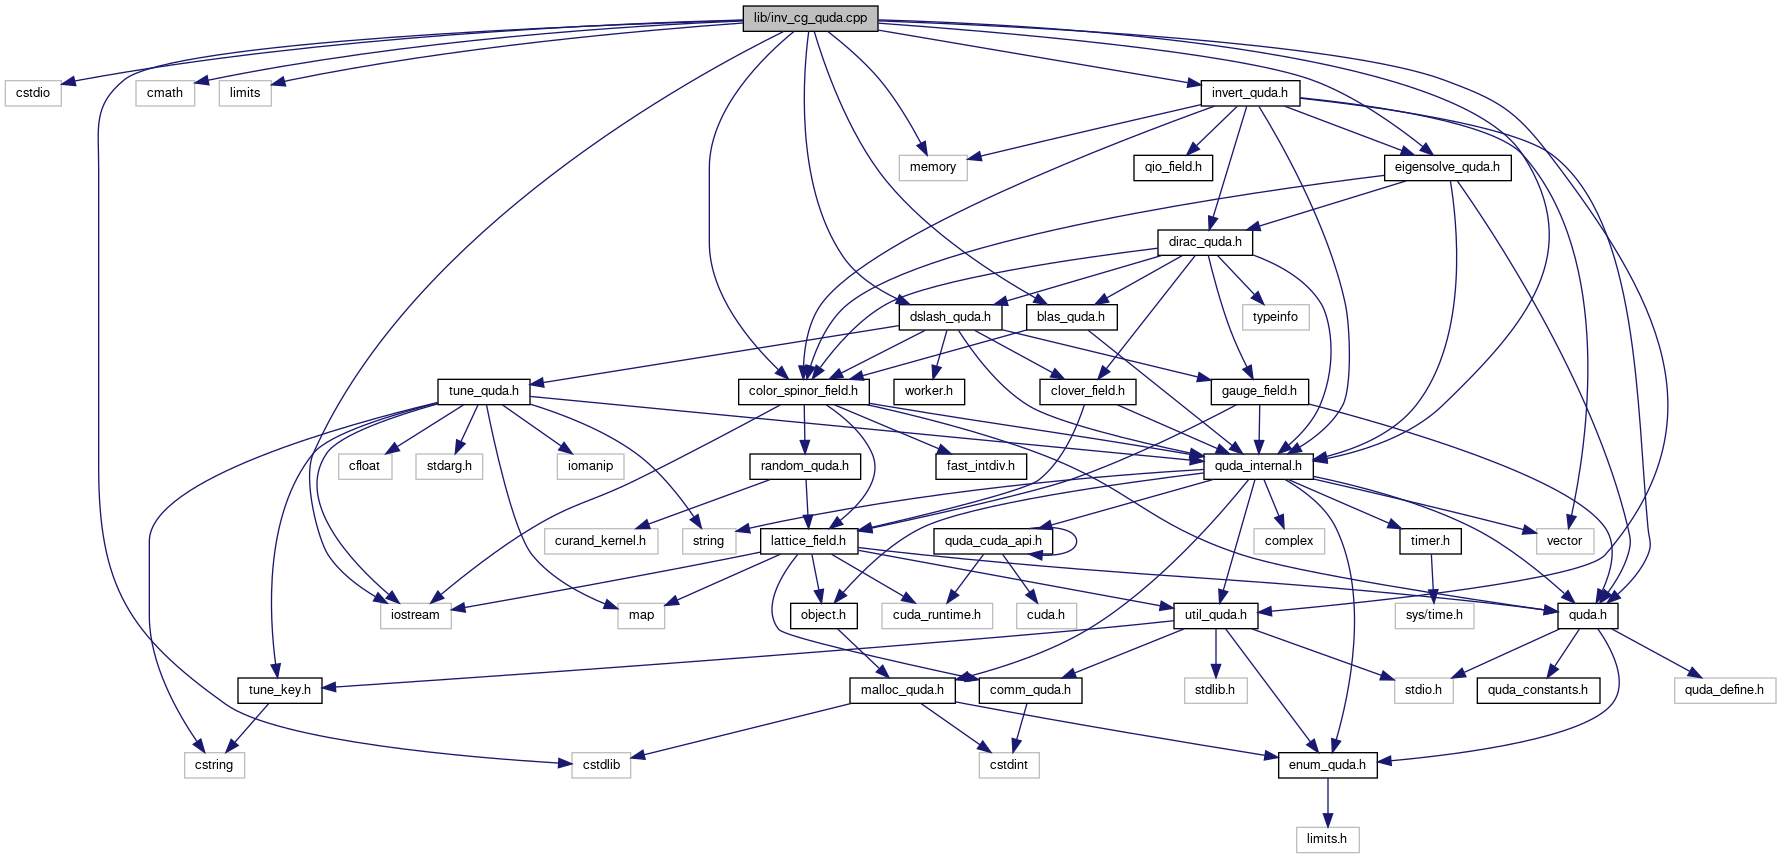 lib/inv_cg_quda.cpp
cstdio
cmath
limits
invert_quda.h
memory
qio_field.h
eigensolve_quda.h
dirac_quda.h
dslash_quda.h
blas_quda.h
typeinfo
tune_quda.h
color_spinor_field.h
worker.h
clover_field.h
gauge_field.h
cfloat
stdarg.h
iomanip
random_quda.h
fast_intdiv.h
quda_internal.h
curand_kernel.h
string
lattice_field.h
quda_cuda_api.h
complex
timer.h
vector
iostream
map
object.h
cuda_runtime.h
cuda.h
util_quda.h
sys/time.h
quda.h
tune_key.h
malloc_quda.h
comm_quda.h
stdlib.h
stdio.h
quda_constants.h
quda_define.h
cstring
cstdlib
cstdint
enum_quda.h
limits.h